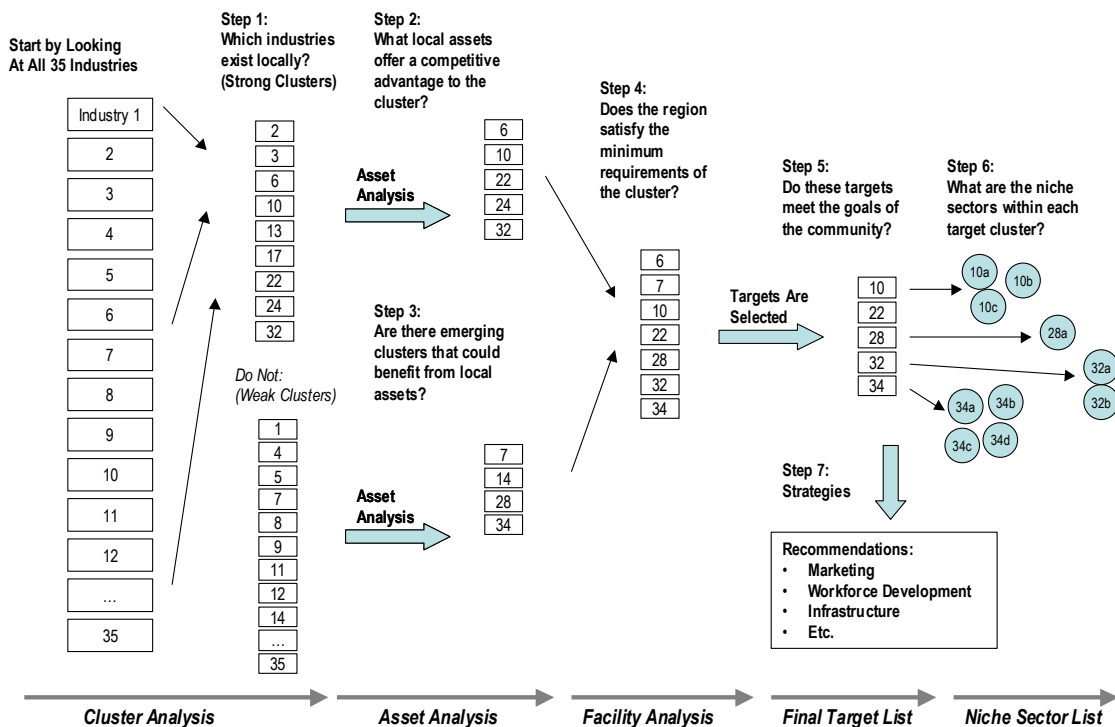 Start by Looking
At All 35 Industries
Industry 1
2
3
4
5
6
7
8
9
10
11
12
...
35
Step 1:
Which industries
exist locally?
(Strong Clusters)
2
3
6
10
13
17
22
24
32
Do Not:
(Weak Clusters)
1
4
5
7
8
9
11
12
14
...
35
Step 2:
What local assets
offer a competitive
advantage to the
cluster?
Asset
Analysis
6
10
22
24
32
Step 3:
Are there emerging
clusters that could
benefit from local
assets?
Asset
Analysis
7
14
28
34
Step 4:
Does the region
satisfy the
minimum
requirements of
the cluster?
6
7
10
22
28
32
34
Targets Are
Selected
Step 5:
Do these targets
meet the goals of
the community?
10
22
28
32
34
Step 6:
What are the niche
sectors within each
target cluster?
10a
10b
10c
28a
32a
32b
34a
34b
34c
34d
Step 7:
Strategies
Recommendations:
• Marketing
• Workforce Development
• Infrastructure
• Etc.
Cluster Analysis
Asset Analysis
Facility Analysis
Final Target List
Niche Sector List